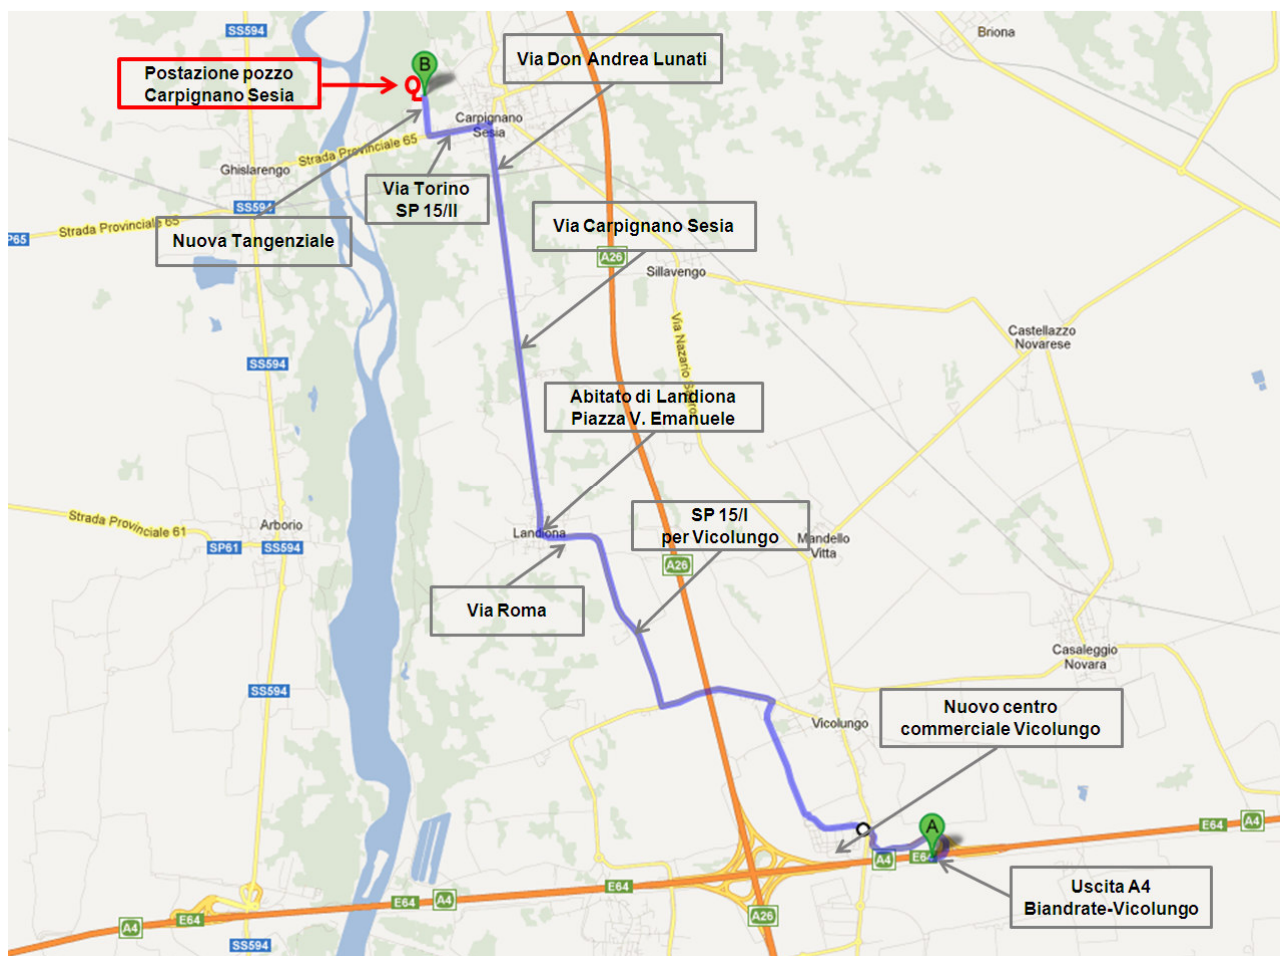 SS594
Briona
Via Don Andrea Lunati
B
Postazione pozzo
Carpignano Sesia
Q
Carpignano
Sesia
Strada Provinciale 65
Ghislarengo
Via Torino
SP 15/II
SS594
Strada Provinciale 65
SP65
Nuova Tangenziale
Via Carpignano Sesia
A26
Sillavengo
Via Nazario Sauro
Castellazzo
Novarese
SS594
Abitato di Landiona
Piazza V. Emanuele
Strada Provinciale 61
Arborio
SP61
SS594
Landiona
SP 15/I
per Vicolungo
Mandello
Vitta
A26
Via Roma
Casaleggio
Novara
SS594
Vicolungo
Nuovo centro
commerciale Vicolungo
A
E64
A4
A4
E64
E64
Uscita A4
Biandrate-Vicolungo
E64
A4
E64
A4
A26
SS594